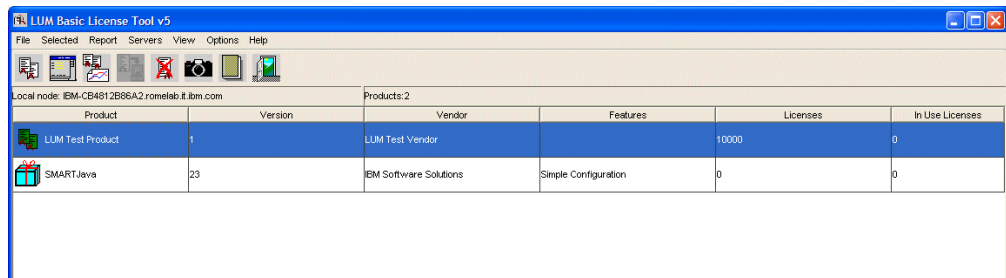 LUM Basic License Tool v5
File Selected Report Servers View Options Help
Local node: IBM-CB4812B86A2.romelab.it.ibm.com Products:2
Product Version Vendor Features Licenses In Use Licenses
LUM Test Product 1 LUM Test Vendor 10000 0
SMARTJava 23 IBM Software Solutions Simple Configuration 0 0